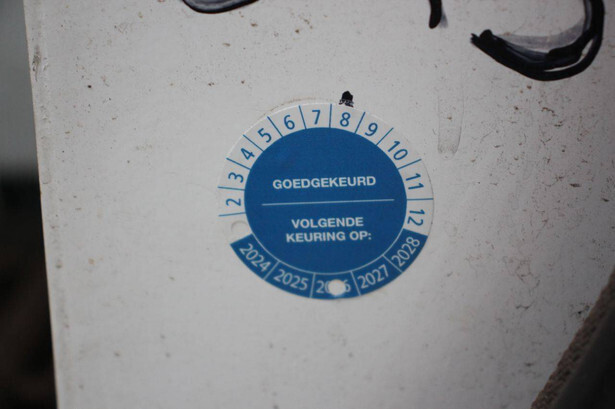 2 3 4 5 6 7 8 9 10 11 12
GOEDGEKEURD
VOLGENDE
KEURING OP:
2024 2025 2027 2028